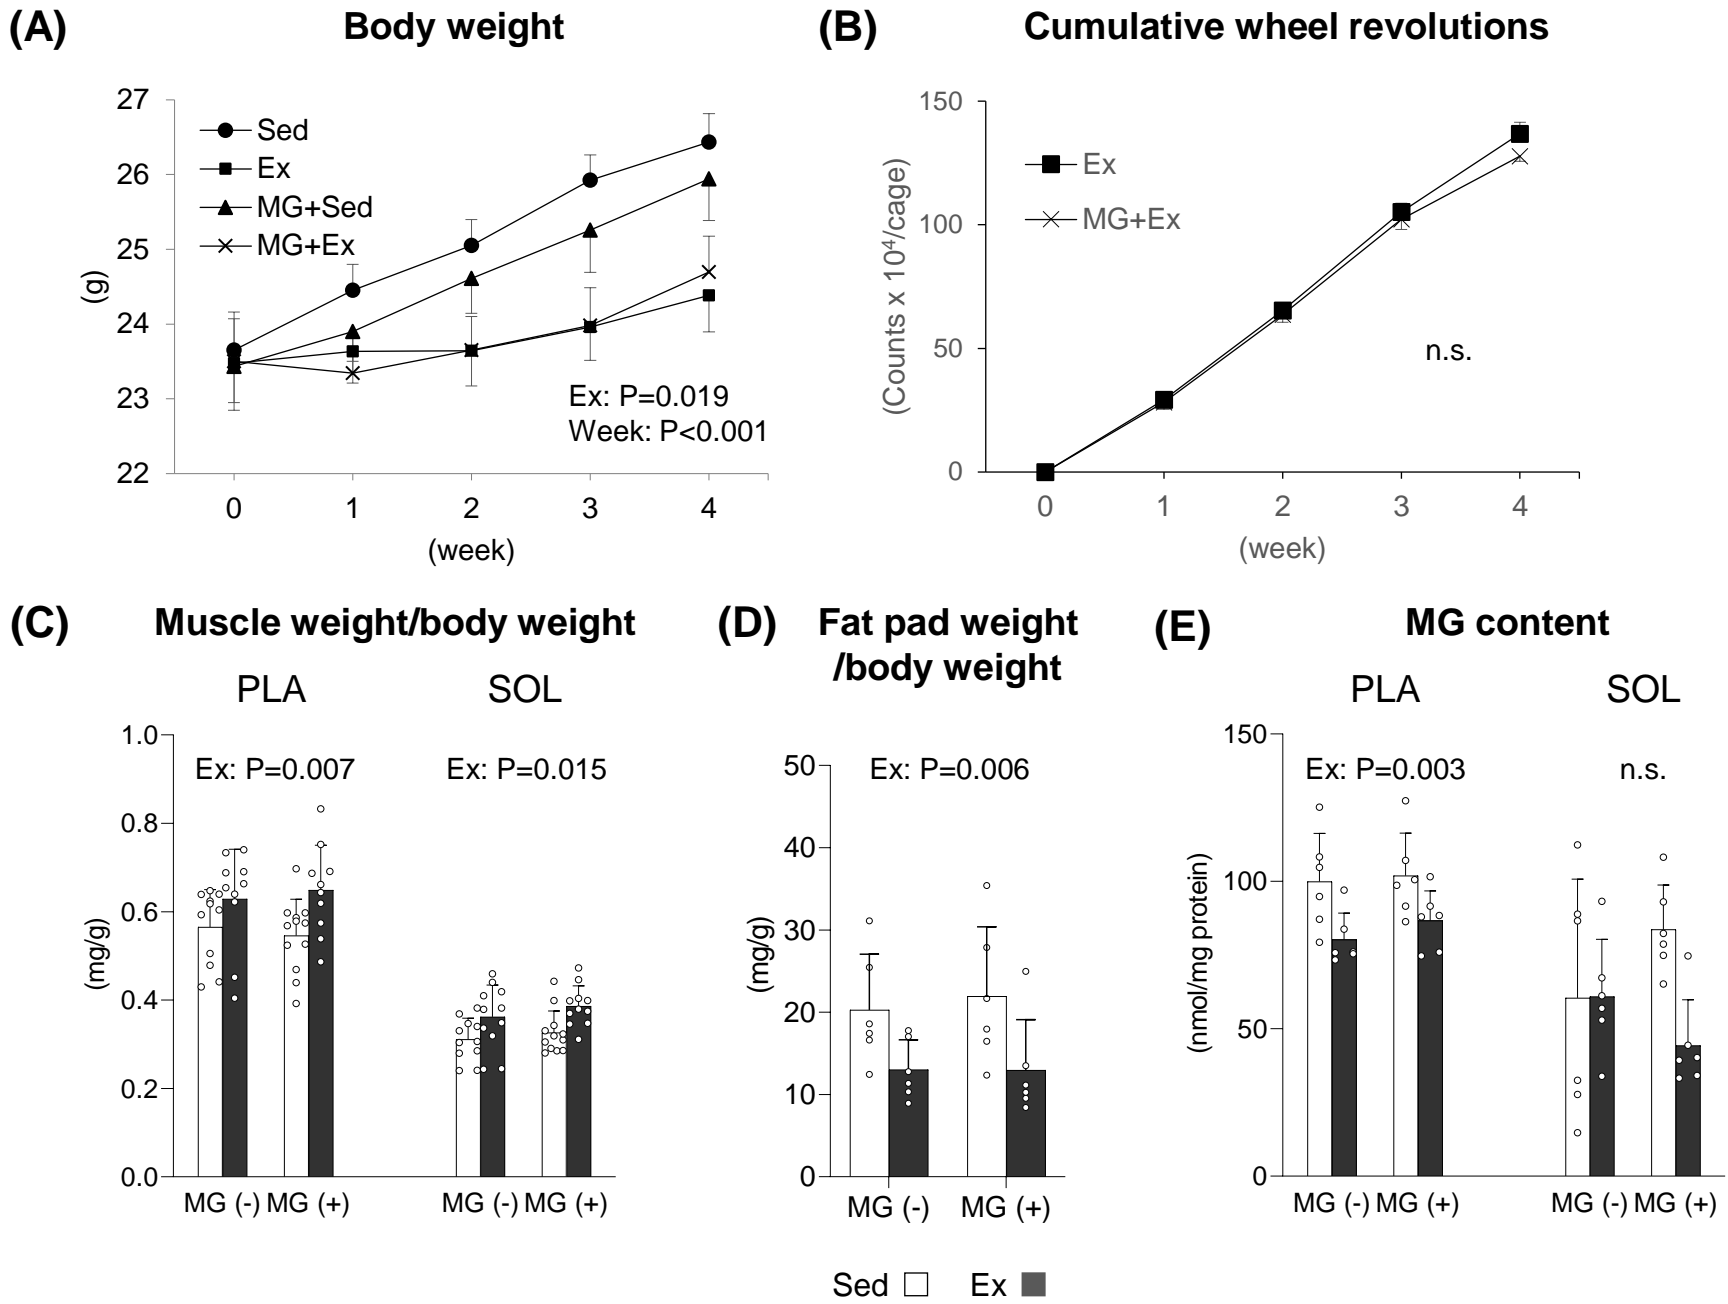 (A) Body weight
27
26
25
24
23
22
(g)
Sed
Ex
MG+Sed
MG+Ex
Ex: P=0.019
Week: P<0.001
0 1 2 3 4
(week)
(B) Cumulative wheel revolutions
150
100
50
0
(Counts x 10⁴/cage)
Ex
MG+Ex
n.s.
0 1 2 3 4
(week)
(C) Muscle weight/body weight
PLA SOL
1.0
0.8
0.6
0.4
0.2
0.0
(mg/g)
Ex: P=0.007 Ex: P=0.015
MG (-) MG (+) MG (-) MG (+)
(D) Fat pad weight
/body weight
50
40
30
20
10
0
(mg/g)
Ex: P=0.006
MG (-) MG (+)
(E) MG content
PLA SOL
150
100
50
0
(nmol/mg protein)
Ex: P=0.003 n.s.
MG (-) MG (+) MG (-) MG (+)
Sed Ex